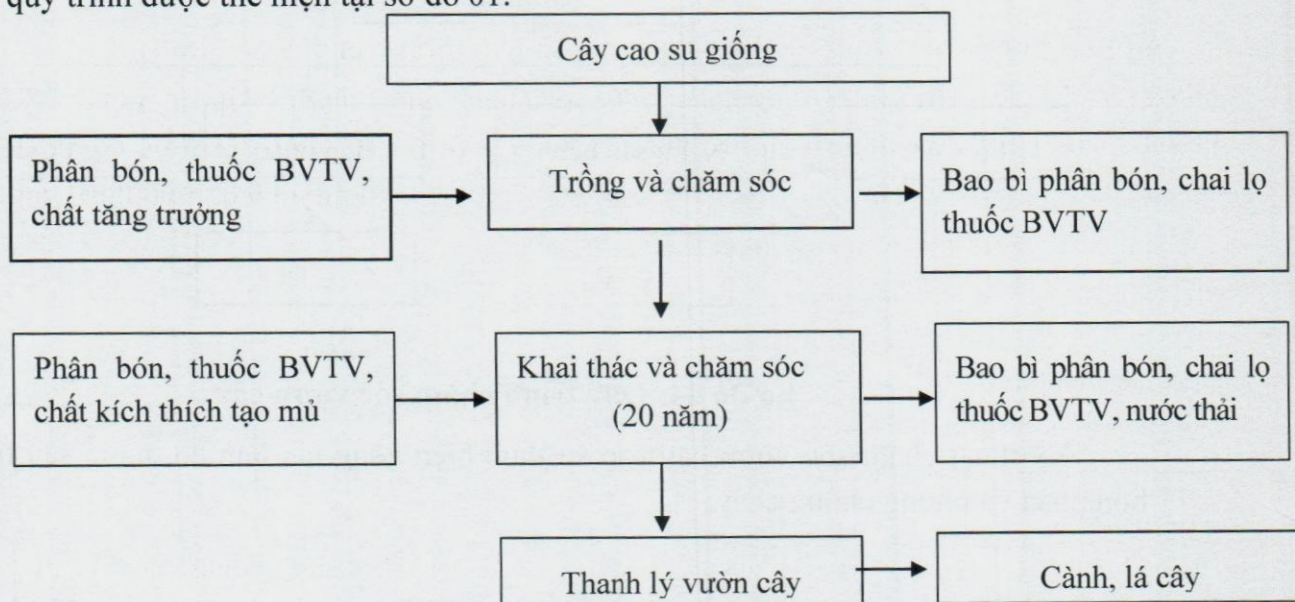 quy trình được thể hiện tại sơ đồ 01.
Cây cao su giống
Phân bón, thuốc BVTV,
chất tăng trưởng
Trồng và chăm sóc
Bao bì phân bón, chai lọ
thuốc BVTV
Phân bón, thuốc BVTV,
chất kích thích tạo mủ
Khai thác và chăm sóc
(20 năm)
Bao bì phân bón, chai lọ
thuốc BVTV, nước thải
Thanh lý vườn cây
Cành, lá cây